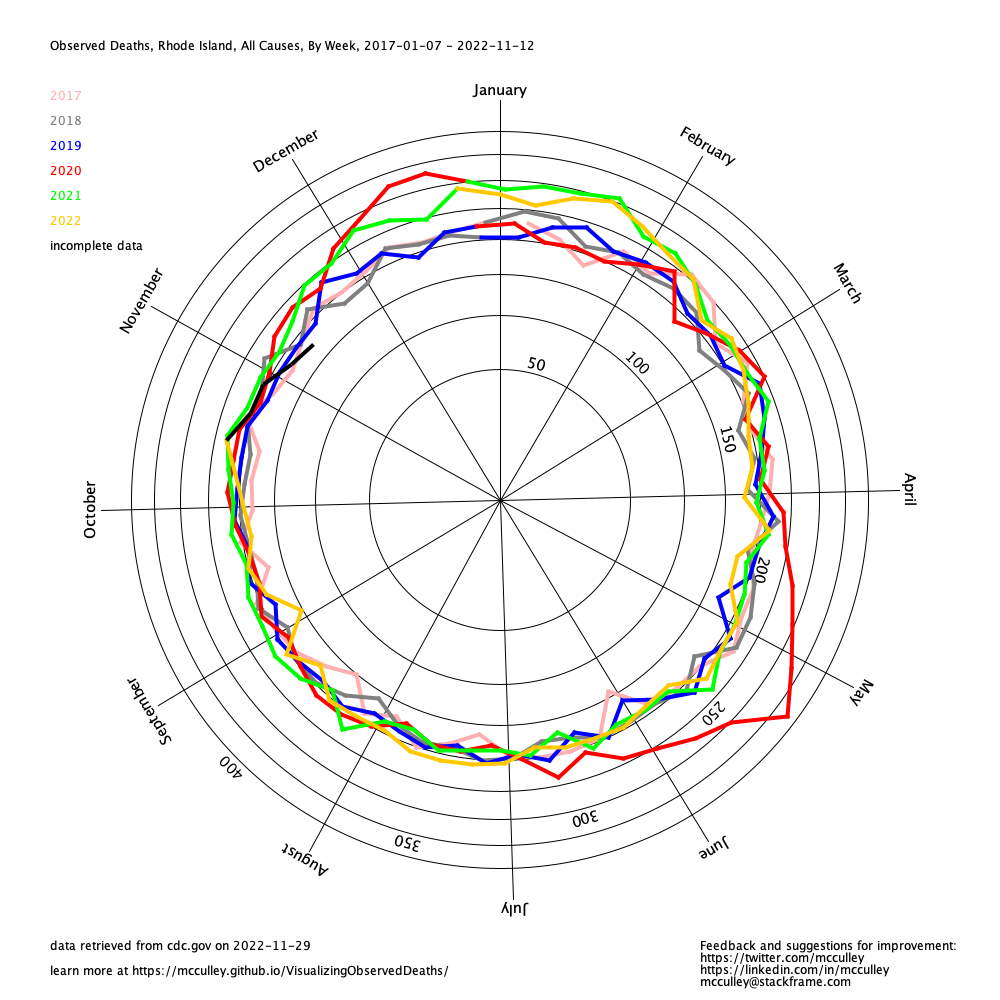 Observed Deaths, Rhode Island, All Causes, By Week, 2017-01-07 - 2022-11-12
2017
2018
2019
2020
2021
2022
incomplete data
January
February
March
April
May
June
July
August
September
October
November
December
50
100
150
200
250
300
350
400
data retrieved from cdc.gov on 2022-11-29
learn more at https://mcculley.github.io/VisualizingObservedDeaths/
Feedback and suggestions for improvement:
https://twitter.com/mcculley
https://linkedin.com/in/mcculley
mcculley@stackframe.com